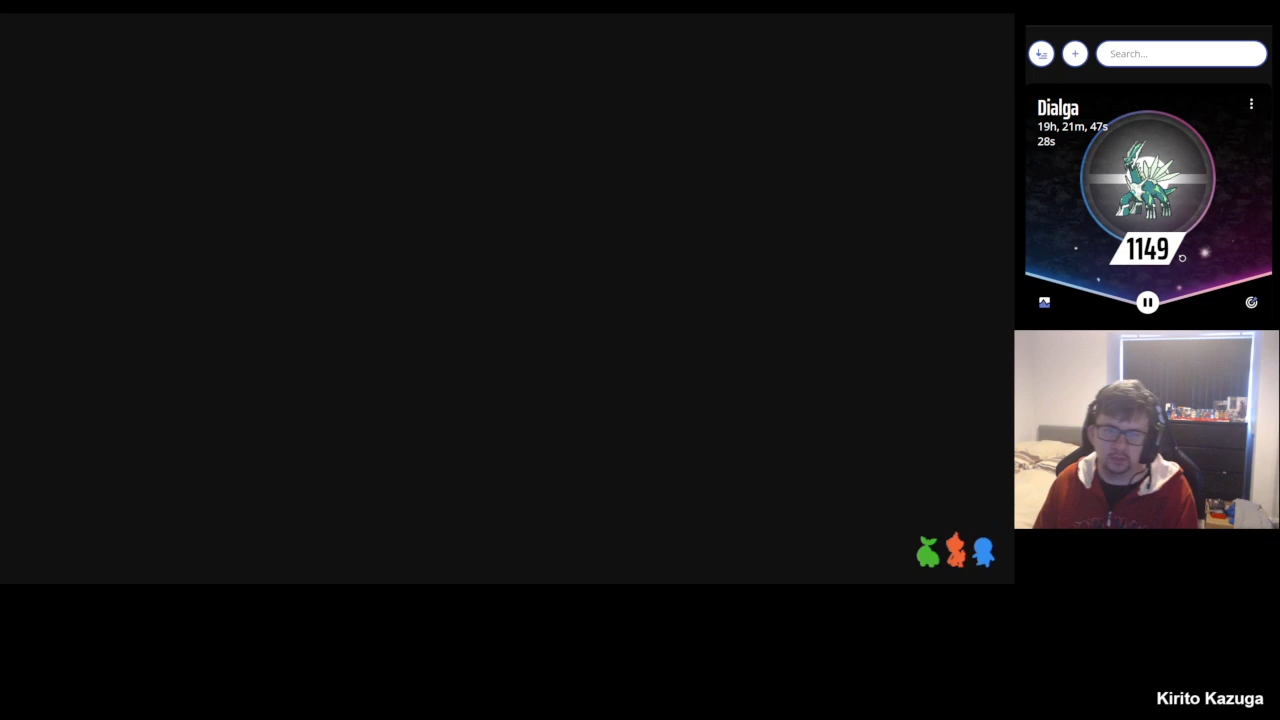 Search...
Dialga
19h, 21m, 47s
28s
1149
Kirito Kazuga